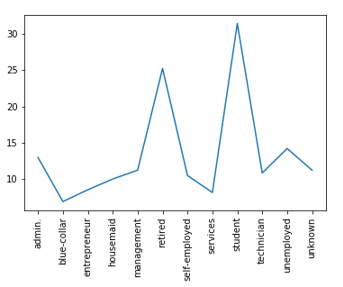 30
25
20
15
10
admin.
blue-collar
entrepreneur
housemaid
management
retired
self-employed
services
student
technician
unemployed
unknown